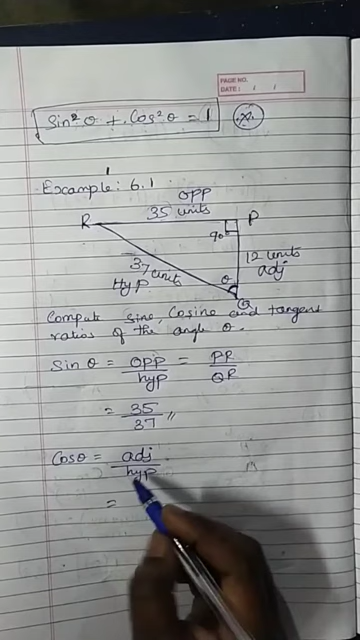 PAGE NO.
DATE: / /
Sin²θ + Cos²θ = 1
Example: 6.1
OPP
35 units
R
P
90°
12 units
adj
37 units
Hyp
θ
Q
Compute sine, Cosine and tangent
ratios of the angle θ.
Sin θ = OPP/hyp = PR/QR
= 35/37 〃
Cosθ = adj/hyp
=